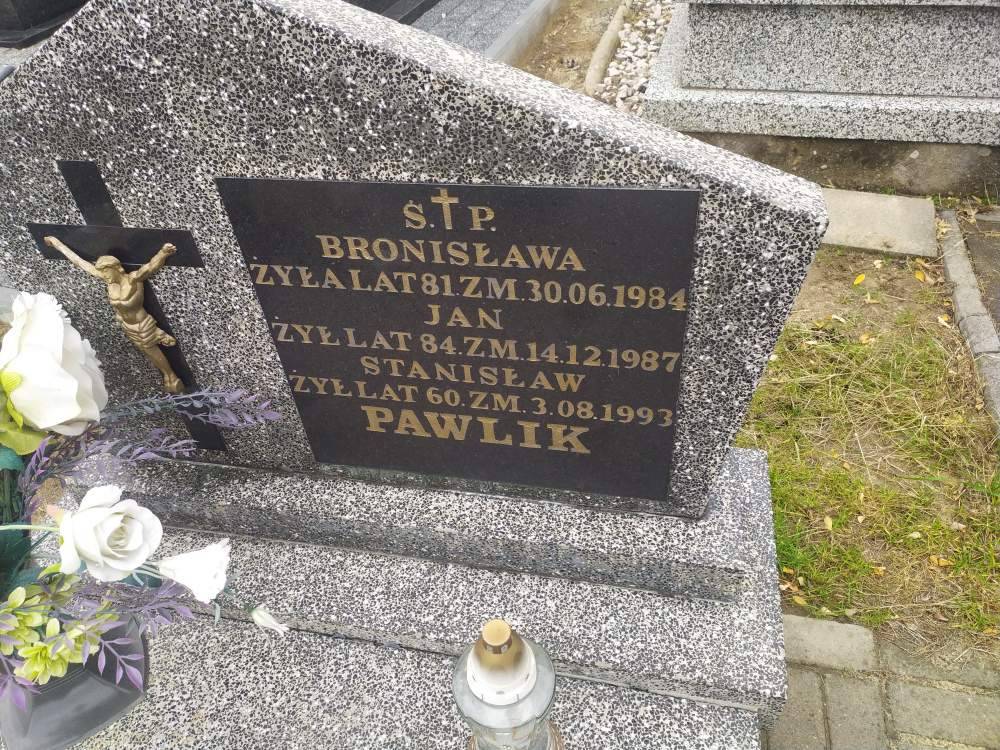 Ś.†P.
BRONISŁAWA
ŻYŁA LAT 81. ZM. 30.06.1984
JAN
ŻYŁ LAT 84. ZM. 14.12.1987
STANISŁAW
ŻYŁ LAT 60. ZM. 3.08.1993
PAWLIK